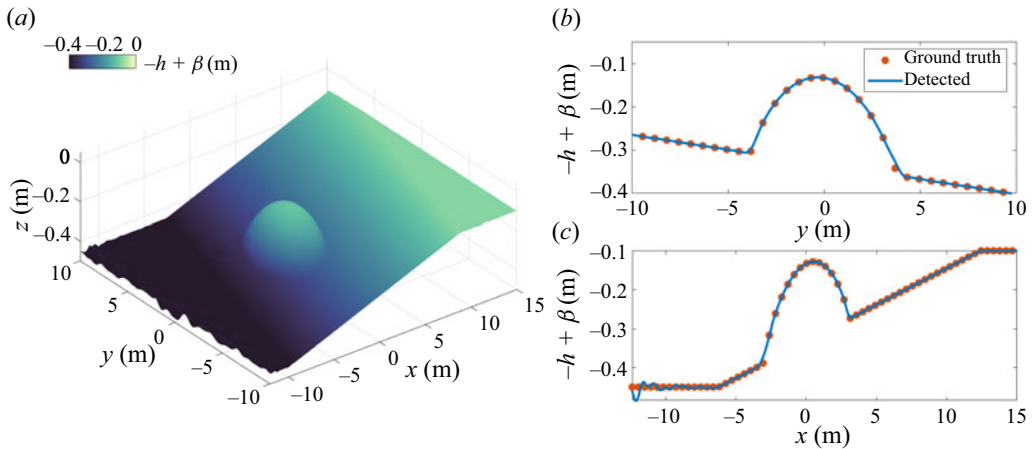 (a)
−0.4 −0.2 0
−h + β (m)
0
−0.2
−0.4
z (m)
10
5
0
−5
−10
y (m)
−10
−5
0
5
10
15
x (m)
(b)
−0.1
−0.2
−0.3
−0.4
−h + β (m)
Ground truth
Detected
−10 −5 0 5 10
y (m)
(c)
−0.1
−0.2
−0.3
−0.4
−h + β (m)
−10 −5 0 5 10 15
x (m)